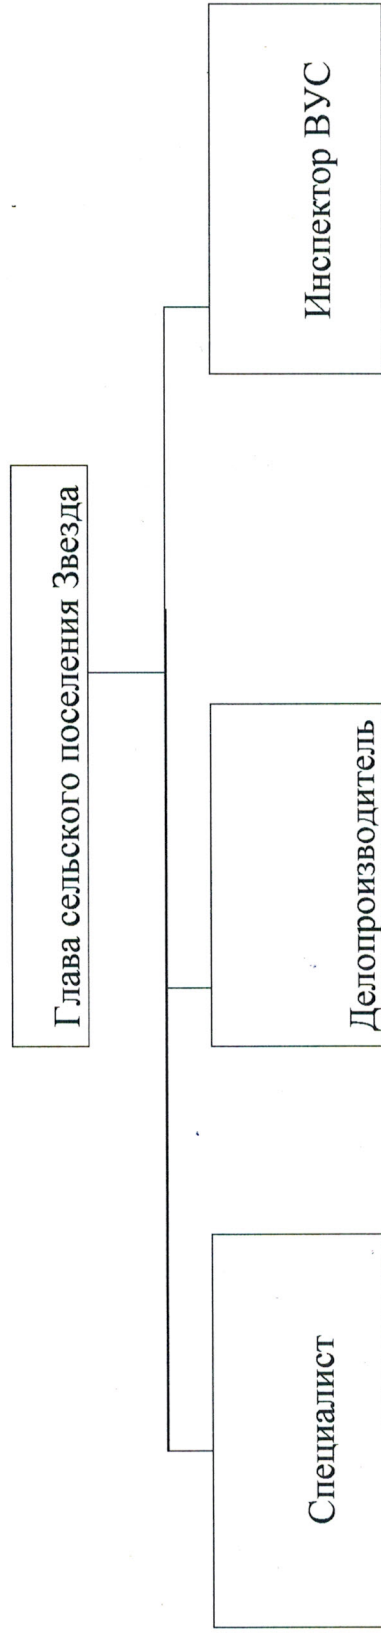 Глава сельского поселения Звезда
Специалист
Делопроизводитель
Инспектор ВУС